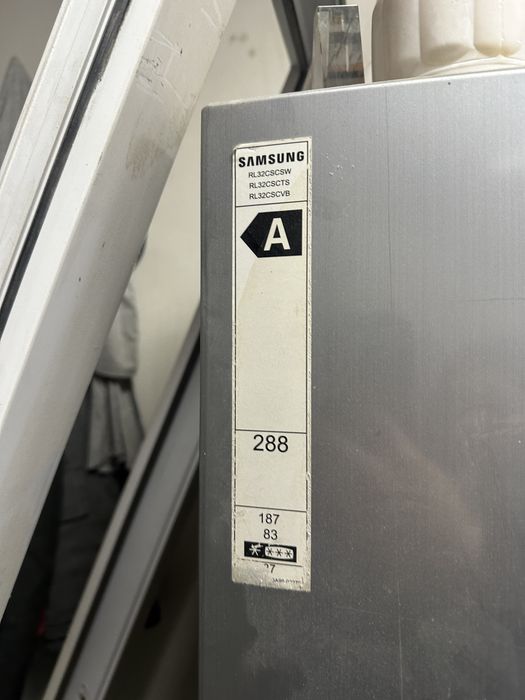 SAMSUNG
RL32CSCSW
RL32CSCTS
RL32CSCVB
A
288
187
83